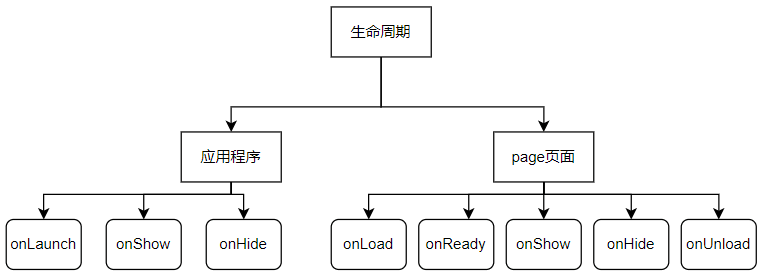 生命周期
应用程序
page页面
onLaunch
onShow
onHide
onLoad
onReady
onShow
onHide
onUnload